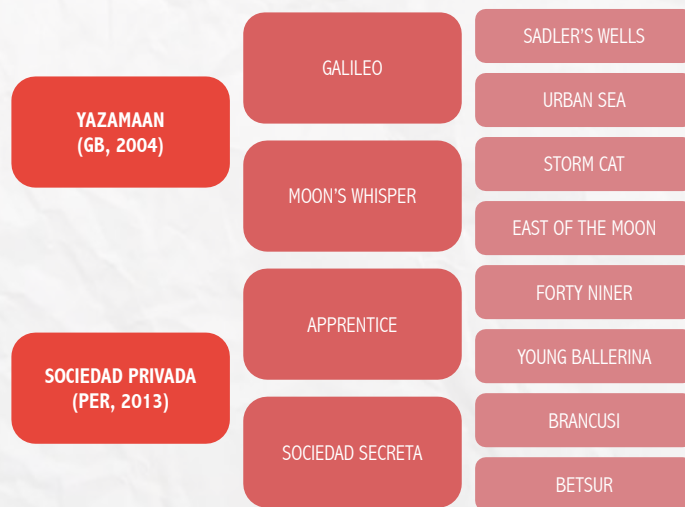 YAZAMAAN
(GB, 2004)
SOCIEDAD PRIVADA
(PER, 2013)
GALILEO
MOON'S WHISPER
APPRENTICE
SOCIEDAD SECRETA
SADLER'S WELLS
URBAN SEA
STORM CAT
EAST OF THE MOON
FORTY NINER
YOUNG BALLERINA
BRANCUSI
BETSUR